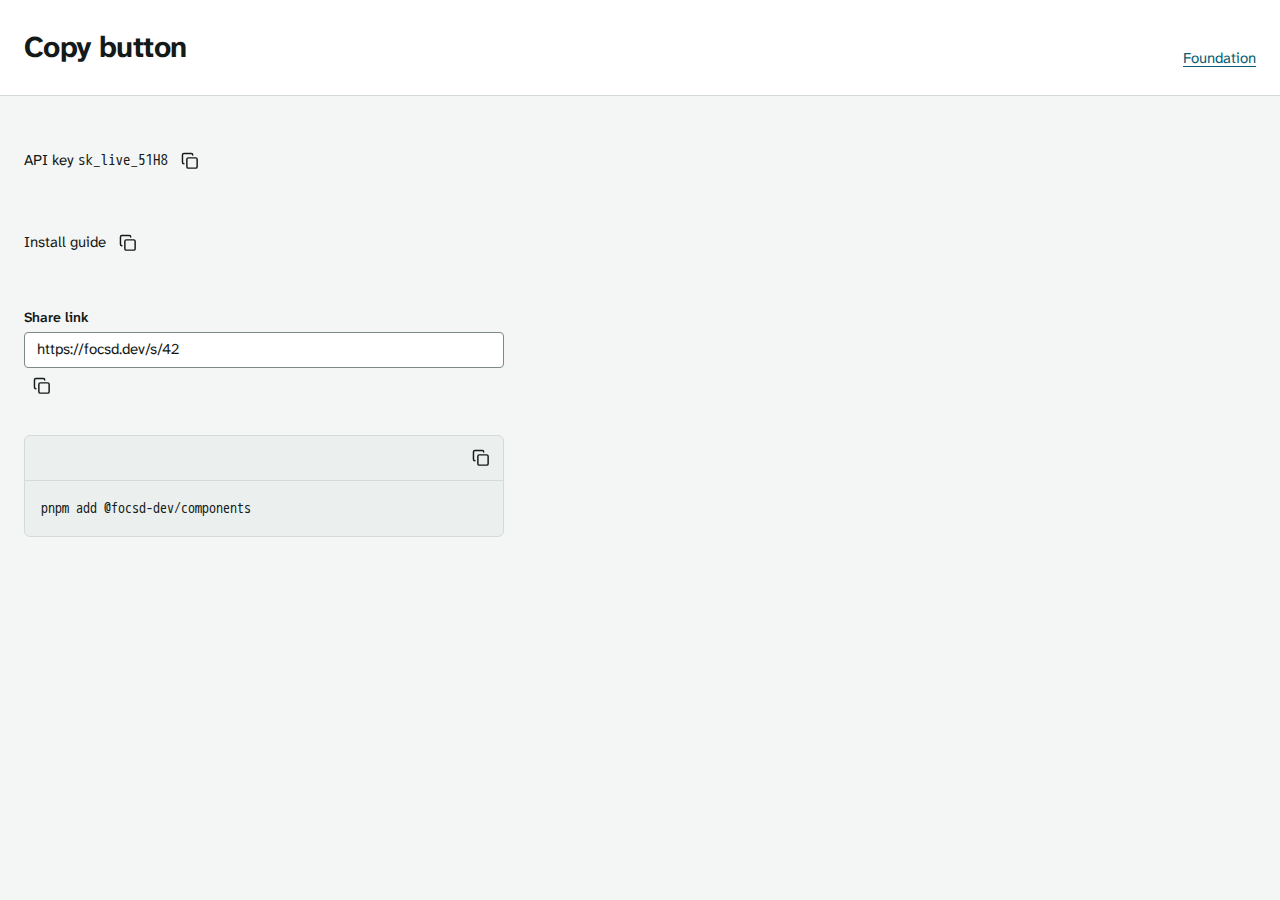 Copy button
Foundation
API key sk_live_51H8
Install guide
Share link
https://focsd.dev/s/42
pnpm add @focsd-dev/components